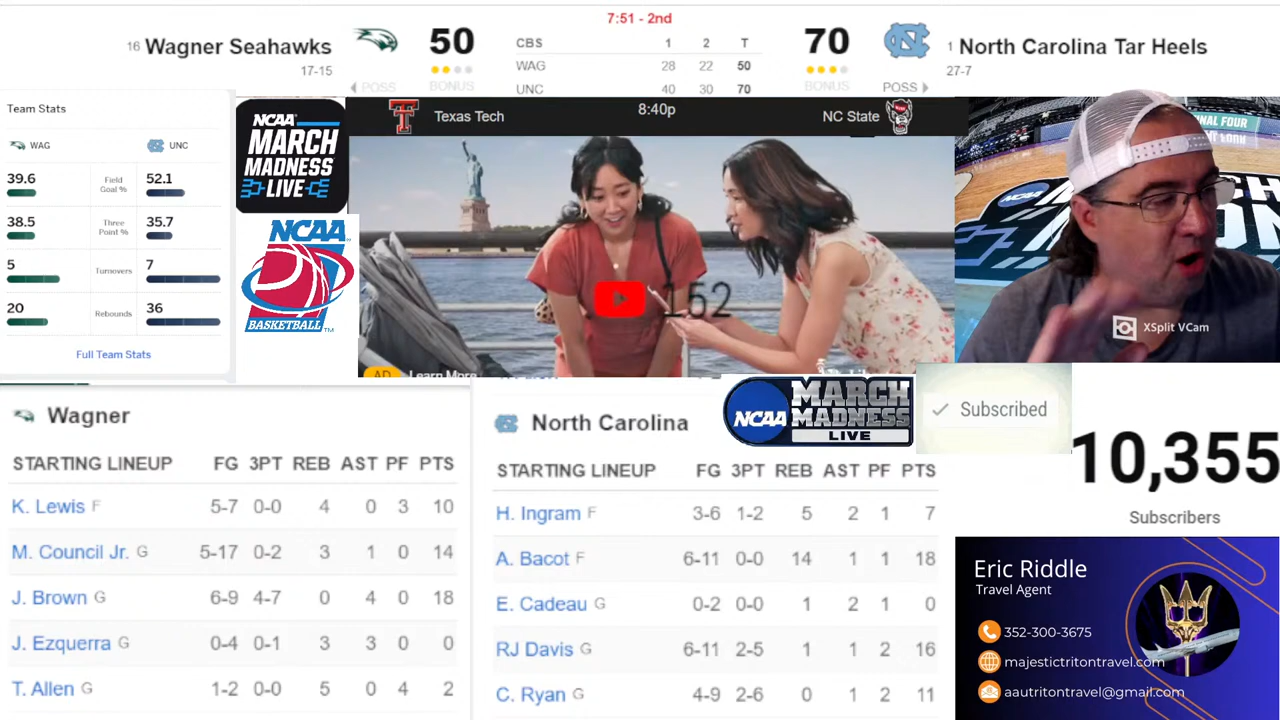 7:51 - 2nd
16 Wagner Seahawks
17-15
50
BONUS
POSS
CBS 1 2 T
WAG 28 22 50
UNC 40 30 70
70
BONUS
POSS
1 North Carolina Tar Heels
27-7
Team Stats
WAG UNC
39.6 Field Goal % 52.1
38.5 Three Point % 35.7
5 Turnovers 7
20 Rebounds 36
Full Team Stats
NCAA
MARCH
MADNESS
LIVE
NCAA
BASKETBALL™
Texas Tech 8:40p NC State
152
AD Learn More
FINAL FOUR
NCAA
XSplit VCam
NCAA
MARCH
MADNESS
LIVE
Subscribed
10,355
Subscribers
Wagner
STARTING LINEUP FG 3PT REB AST PF PTS
K. Lewis F 5-7 0-0 4 0 3 10
M. Council Jr. G 5-17 0-2 3 1 0 14
J. Brown G 6-9 4-7 0 4 0 18
J. Ezquerra G 0-4 0-1 3 3 0 0
T. Allen G 1-2 0-0 5 0 4 2
North Carolina
STARTING LINEUP FG 3PT REB AST PF PTS
H. Ingram F 3-6 1-2 5 2 1 7
A. Bacot F 6-11 0-0 14 1 1 18
E. Cadeau G 0-2 0-0 1 2 1 0
RJ Davis G 6-11 2-5 1 1 2 16
C. Ryan G 4-9 2-6 0 1 2 11
Eric Riddle
Travel Agent
352-300-3675
majestictritontravel.com
aautritontravel@gmail.com